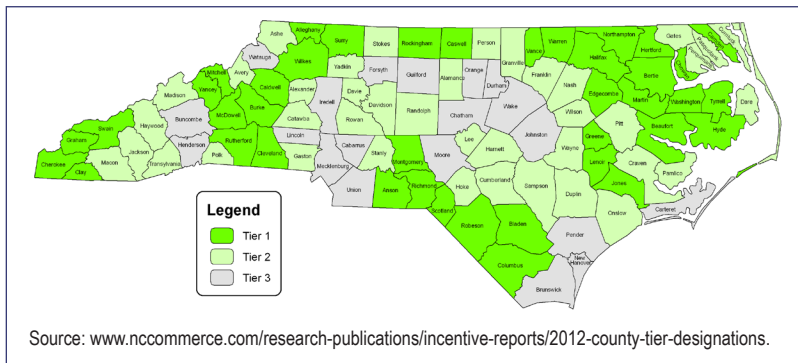 Ashe
Alleghany
Surry
Stokes
Rockingham
Caswell
Person
Vance
Warren
Northampton
Gates
Camden
Currituck
Pasquotank
Perquimans
Chowan
Halifax
Hertford
Bertie
Watauga
Wilkes
Yadkin
Forsyth
Guilford
Alamance
Orange
Durham
Granville
Franklin
Nash
Edgecombe
Martin
Washington
Tyrrell
Dare
Mitchell
Avery
Yancey
Caldwell
Alexander
Davie
Iredell
Davidson
Randolph
Chatham
Wake
Wilson
Pitt
Beaufort
Hyde
Madison
Burke
McDowell
Catawba
Rowan
Johnston
Greene
Swain
Haywood
Buncombe
Lincoln
Lee
Harnett
Wayne
Lenoir
Craven
Pamlico
Graham
Jackson
Henderson
Rutherford
Cleveland
Gaston
Cabarrus
Stanly
Montgomery
Moore
Cherokee
Clay
Macon
Transylvania
Polk
Mecklenburg
Union
Anson
Richmond
Hoke
Cumberland
Sampson
Duplin
Jones
Onslow
Carteret
Scotland
Robeson
Bladen
Pender
New
Hanover
Columbus
Brunswick
Legend
Tier 1
Tier 2
Tier 3
Source: www.nccommerce.com/research-publications/incentive-reports/2012-county-tier-designations.